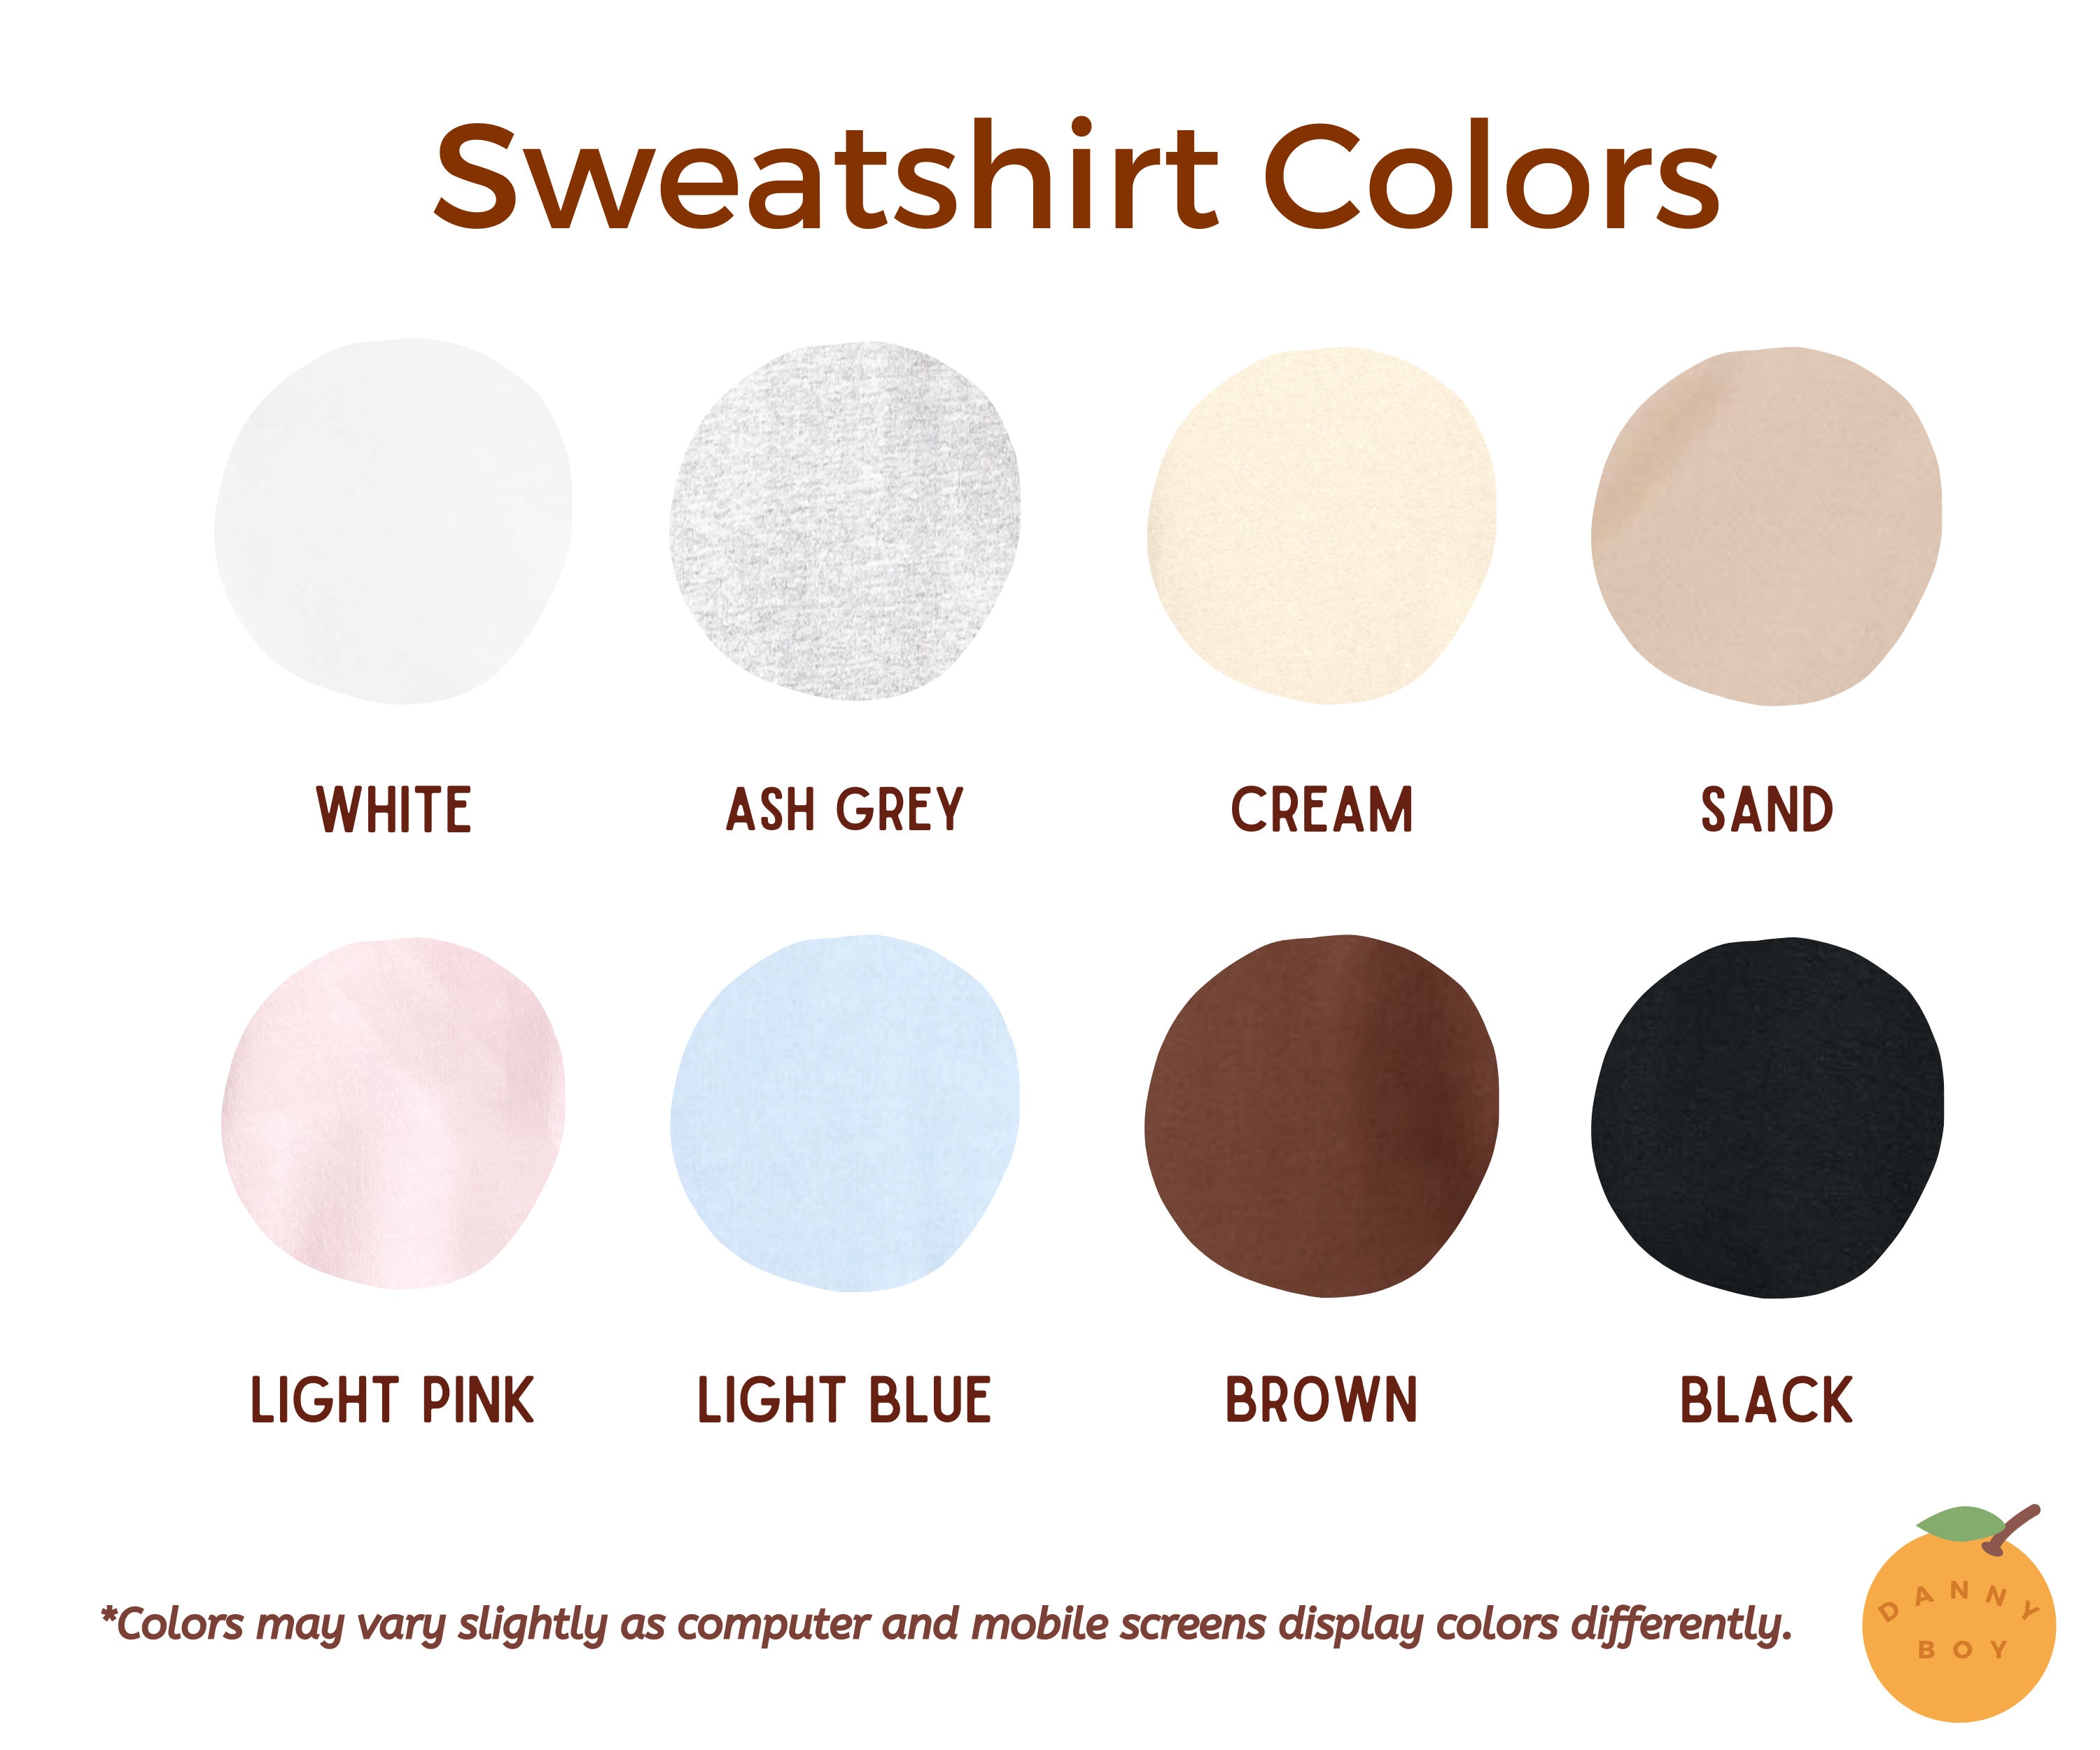 Sweatshirt Colors
WHITE
ASH GREY
CREAM
SAND
LIGHT PINK
LIGHT BLUE
BROWN
BLACK
*Colors may vary slightly as computer and mobile screens display colors differently.
DANNY
BOY